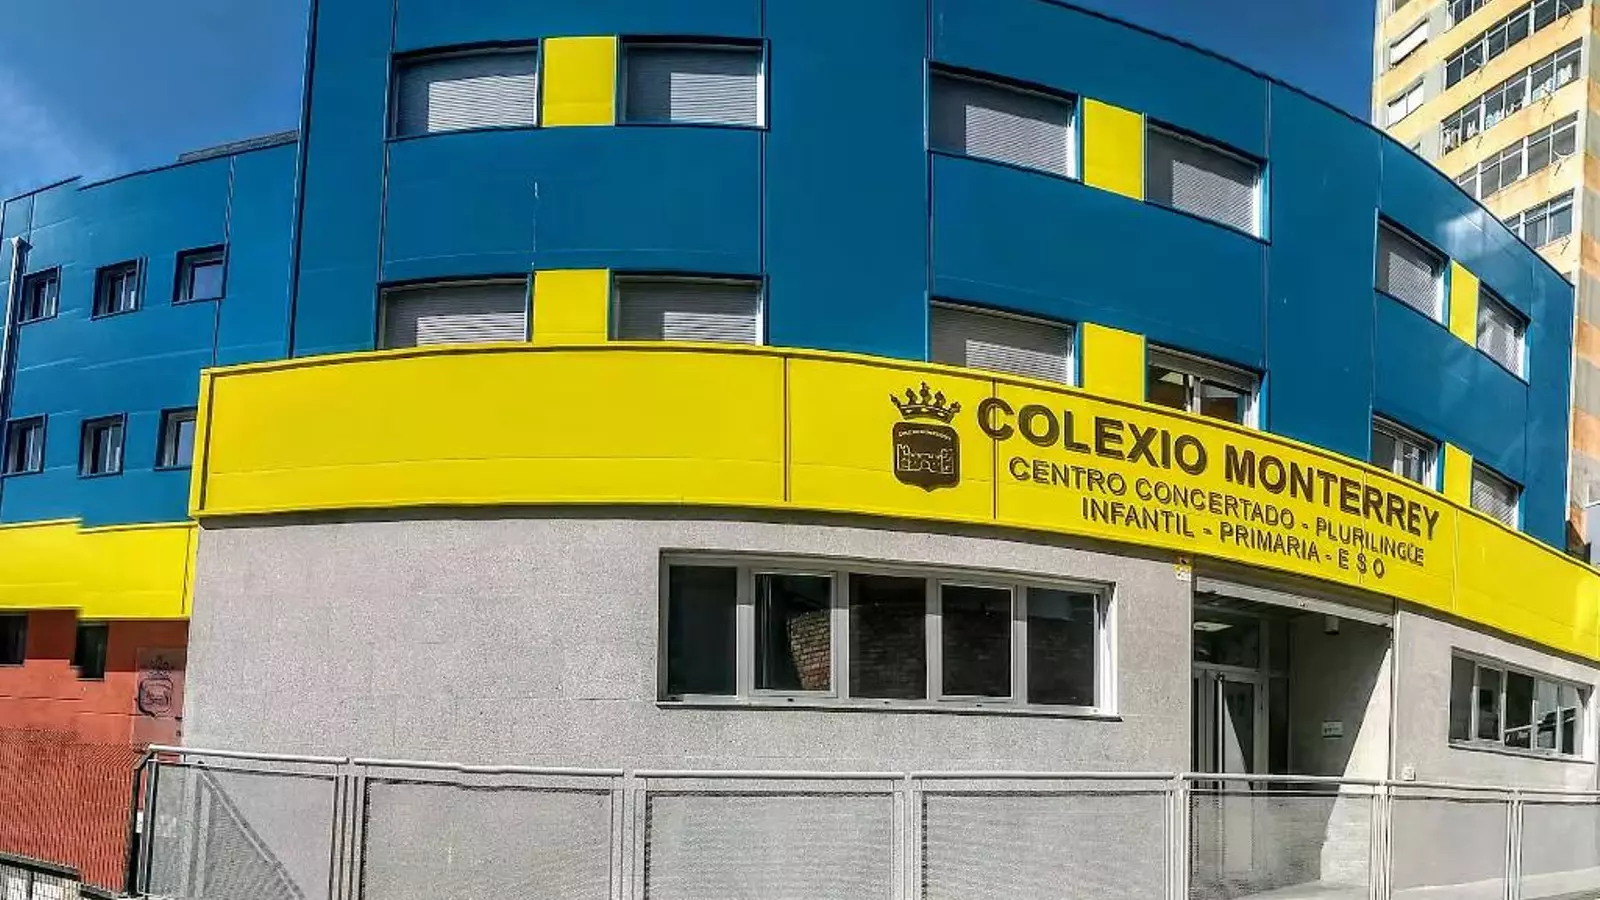 COLEXIO MONTERREY
CENTRO CONCERTADO - PLURILINGÜE
INFANTIL - PRIMARIA - E S O